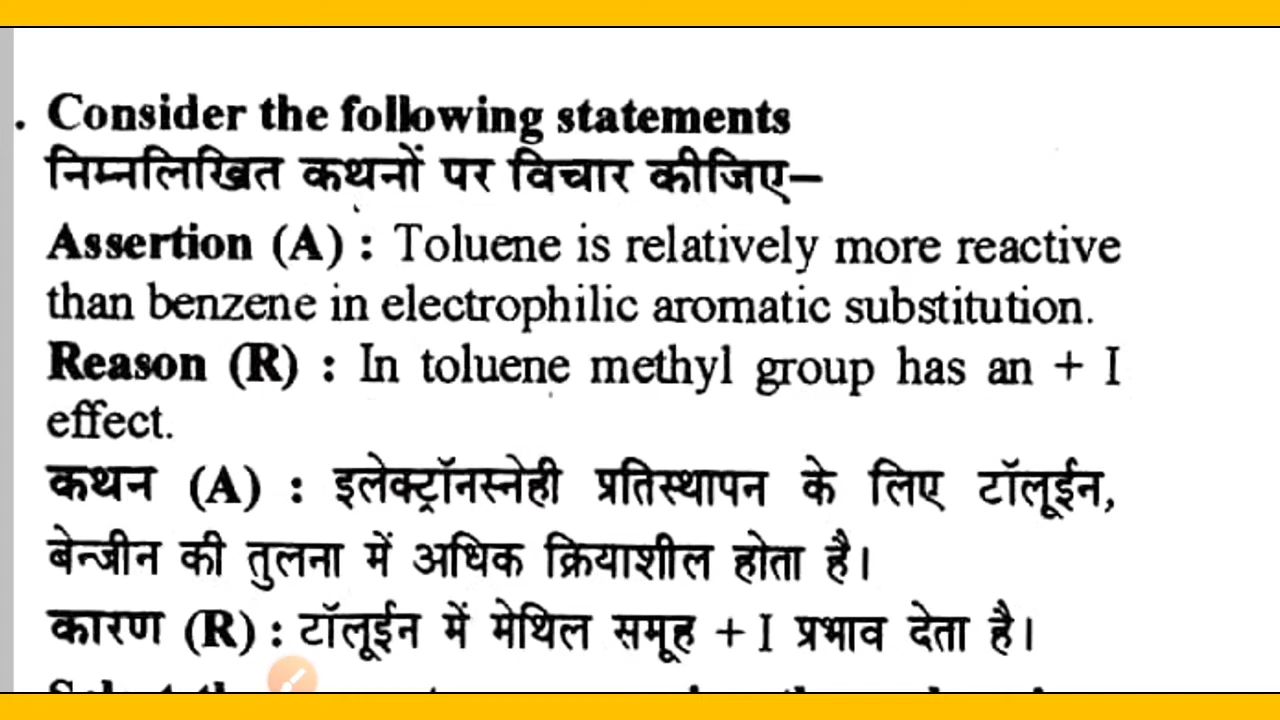 . Consider the following statements
निम्नलिखित कथनों पर विचार कीजिए–
Assertion (A) : Toluene is relatively more reactive
than benzene in electrophilic aromatic substitution.
Reason (R) : In toluene methyl group has an + I
effect.
कथन (A) : इलेक्ट्रॉनस्नेही प्रतिस्थापन के लिए टॉलूईन,
बेन्जीन की तुलना में अधिक क्रियाशील होता है।
कारण (R) : टॉलूईन में मेथिल समूह + I प्रभाव देता है।